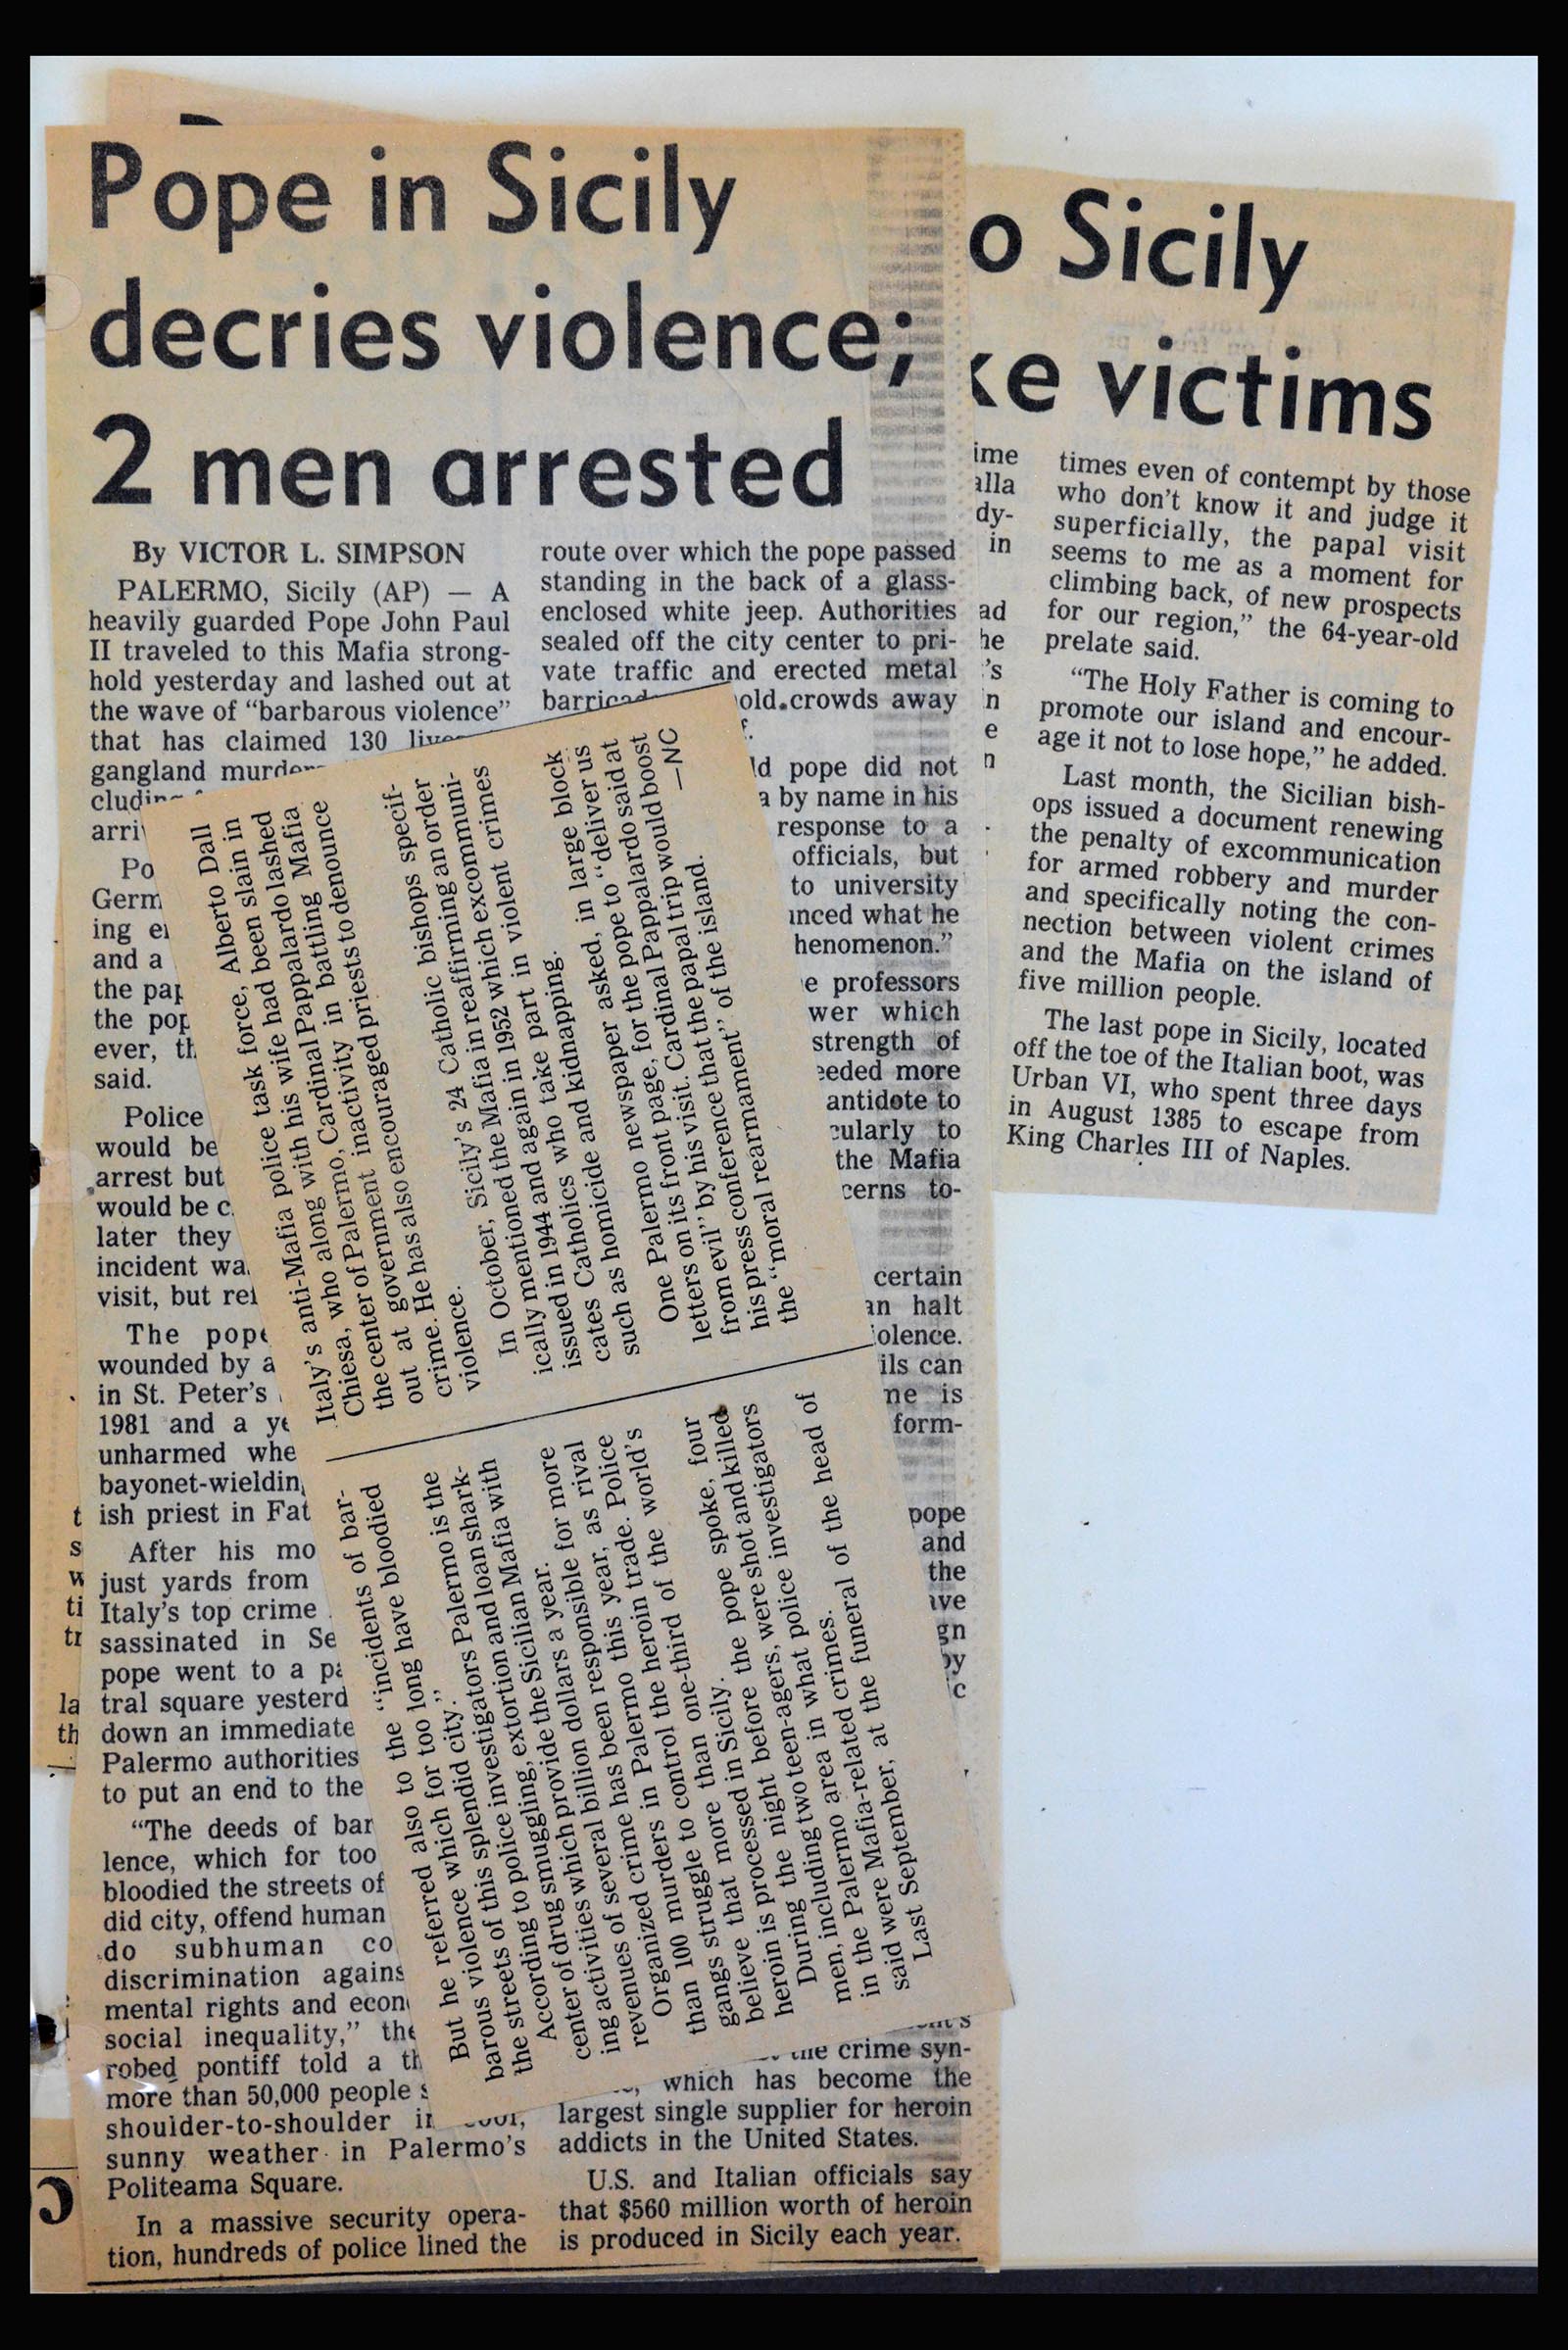 Pope in Sicily
decries violence;
2 men arrested
By VICTOR L. SIMPSON
PALERMO, Sicily (AP) — A
heavily guarded Pope John Paul
II traveled to this Mafia strong-
hold yesterday and lashed out at
the wave of “barbarous violence”
that has claimed 130
gangland
Po
Germ
ing
and a
the
the
ever,
said.
Police
would be
arrest but
would be
later they
incident
visit, but
The
wounded by a
in St. Peter’s
1981 and a
unharmed
ish priest in
After his
just yards from
Italy’s top crime
sassinated in
pope went to a
tral square
down an immediate
Palermo authorities
to put an end to the
“The deeds of
lence, which for too
bloodied the streets of
did city, offend human
do subhuman
discrimination
mental rights and
social inequality,”
robed pontiff told a
more than 50,000 people
shoulder-to-shoulder
sunny weather in Palermo’s
Politeama Square.
In a massive security opera-
tion, hundreds of police lined the
route over which the pope passed
standing in the back of a glass-
enclosed white jeep. Authorities
sealed off the city center to pri-
vate traffic and erected metal
crowds away
pope did not
by name in his
response to a
officials, but
to university
what he
professors
which
strength of
more
antidote to
to
the Mafia
to-
certain
halt
can
is
form-
pope
and
the
the crime syn-
which has become the
largest single supplier for heroin
addicts in the United States.
U.S. and Italian officials say
that $560 million worth of heroin
is produced in Sicily each year.
But he referred also to the “incidents of bar-
barous violence which for too long have bloodied
the streets of this splendid city.”
According to police investigators Palermo is the
center of drug smuggling, extortion and loan shark-
ing activities which provide the Sicilian Mafia with
revenues of several billion dollars a year.
Organized crime has been responsible for more
than 100 murders in Palermo this year, as rival
gangs struggle to control the heroin trade. Police
believe that more than one-third of the world’s
heroin is processed in Sicily.
During the night before the pope spoke, four
men, including two teen-agers, were shot and killed
in the Palermo area in what police investigators
said were Mafia-related crimes.
Last September, at the funeral of the head of
Italy’s anti-Mafia police task force, Alberto Dall
Chiesa, who along with his wife had been slain in
the center of Palermo, Cardinal Pappalardo lashed
out at government inactivity in battling Mafia
crime. He has also encouraged priests to denounce
violence.
In October, Sicily’s 24 Catholic bishops specif-
ically mentioned the Mafia in reaffirming an order
issued in 1944 and again in 1952 which excommuni-
cates Catholics who take part in violent crimes
such as homicide and kidnapping.
One Palermo newspaper asked, in large block
letters on its front page, for the pope to “deliver us
from evil” by his visit. Cardinal Pappalardo said at
his press conference that the papal trip would boost
the “moral rearmament” of the island.
—NC
Sicily
victims
times even of contempt by those
who don’t know it and judge it
superficially, the papal visit
seems to me as a moment for
climbing back, of new prospects
for our region,” the 64-year-old
prelate said.
“The Holy Father is coming to
promote our island and encour-
age it not to lose hope,” he added.
Last month, the Sicilian bish-
ops issued a document renewing
the penalty of excommunication
for armed robbery and murder
and specifically noting the con-
nection between violent crimes
and the Mafia on the island of
five million people.
The last pope in Sicily, located
off the toe of the Italian boot, was
Urban VI, who spent three days
in August 1385 to escape from
King Charles III of Naples.